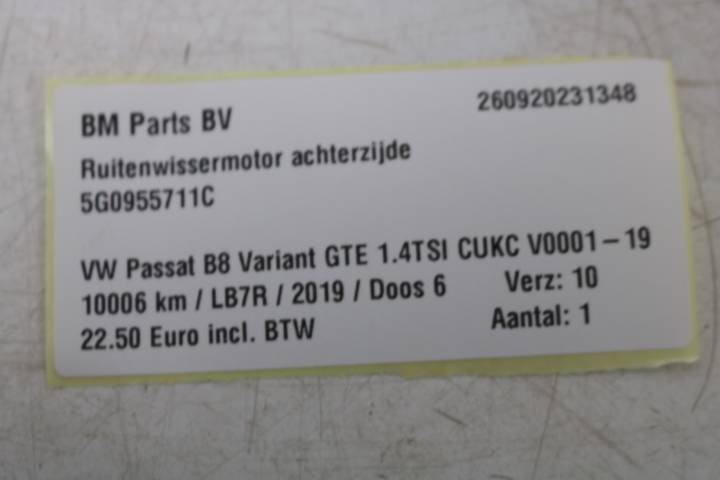 BM Parts BV 260920231348
Ruitenwissermotor achterzijde
5G0955711C
VW Passat B8 Variant GTE 1.4TSI CUKC V0001-19
10006 km / LB7R / 2019 / Doos 6 Verz: 10
22.50 Euro incl. BTW Aantal: 1